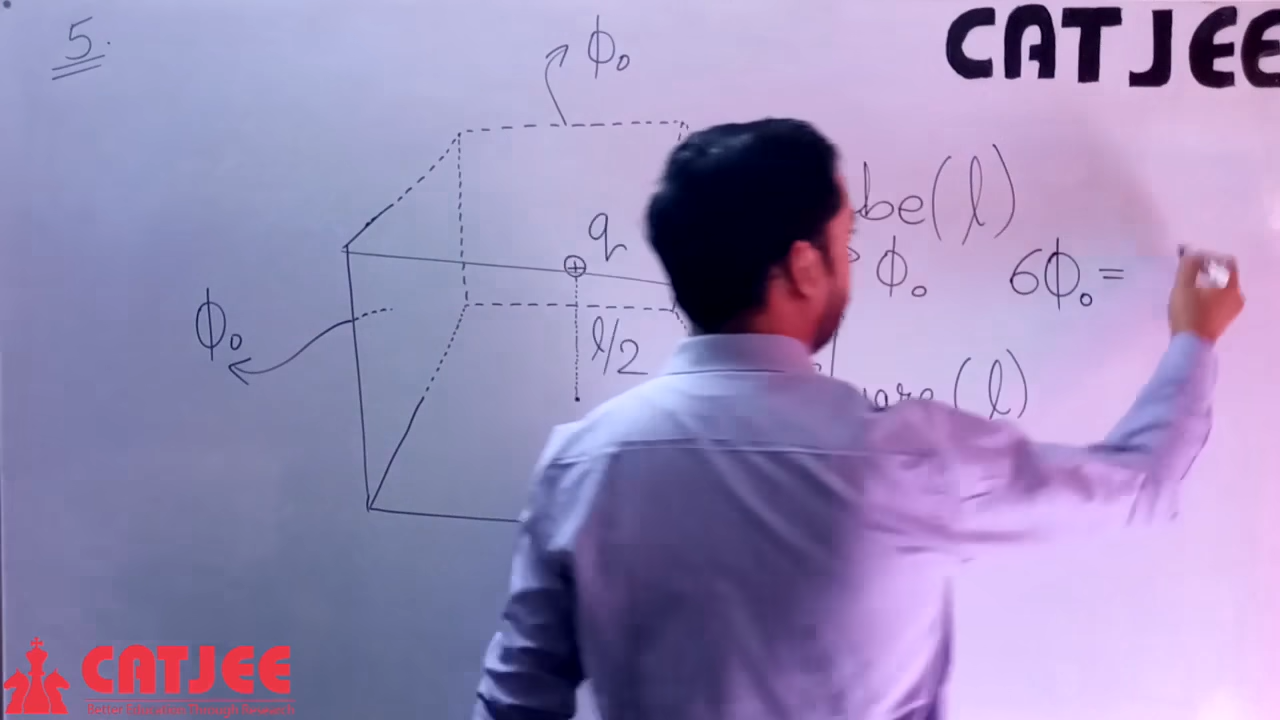 5.
CATJEE
ϕ₀
be(l)
q
ϕ₀ 6ϕ₀=
ϕ₀
l/2
(l)
CATJEE
Better Education Through Research